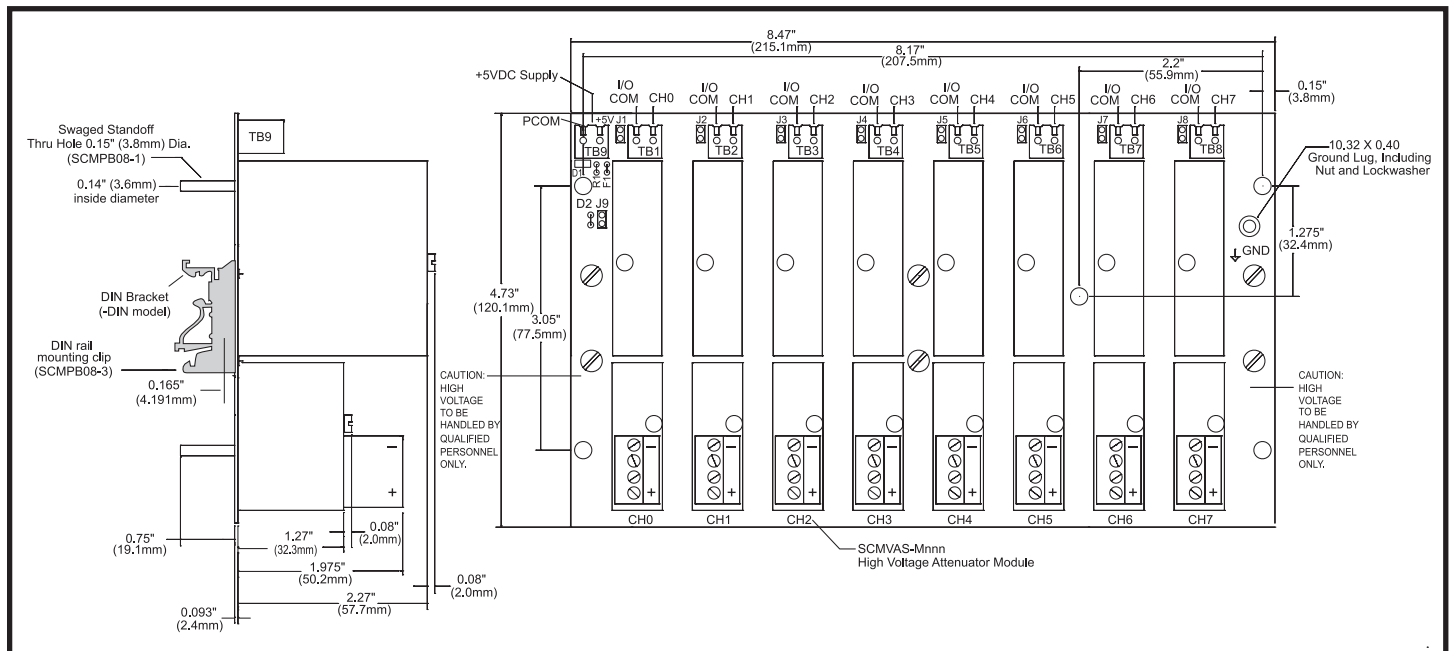 8.47"
(215.1mm)
8.17"
(207.5mm)
2.2"
(55.9mm)
0.15"
(3.8mm)
+5VDC Supply
I/O
COM CH0
I/O
COM CH1
I/O
COM CH2
I/O
COM CH3
I/O
COM CH4
I/O
COM CH5
I/O
COM CH6
I/O
COM CH7
PCOM
+5V
J1
J2
J3
J4
J5
J6
J7
J8
TB9
TB1
TB2
TB3
TB4
TB5
TB6
TB7
TB8
D1
R1
F1
D2 J9
10,32 X 0.40
Ground Lug, Including
Nut and Lockwasher
GND
1.275"
(32.4mm)
4.73"
(120.1mm)
3.05"
(77.5mm)
CAUTION:
HIGH
VOLTAGE
TO BE
HANDLED BY
QUALIFIED
PERSONNEL
ONLY.
CAUTION:
HIGH
VOLTAGE
TO BE
HANDLED BY
QUALIFIED
PERSONNEL
ONLY.
-
+
-
+
-
+
-
+
-
+
-
+
-
+
-
+
CH0
CH1
CH2
CH3
CH4
CH5
CH6
CH7
SCMVAS-Mnnn
High Voltage Attenuator Module
TB9
Swaged Standoff
Thru Hole 0.15" (3.8mm) Dia.
(SCMPB08-1)
0.14" (3.6mm)
inside diameter
DIN Bracket
(-DIN model)
DIN rail
mounting clip
(SCMPB08-3)
0.165"
(4.191mm)
-
+
0.75"
(19.1mm)
1.27"
(32.3mm)
0.08"
(2.0mm)
1.975"
(50.2mm)
0.08"
(2.0mm)
2.27"
(57.7mm)
0.093"
(2.4mm)